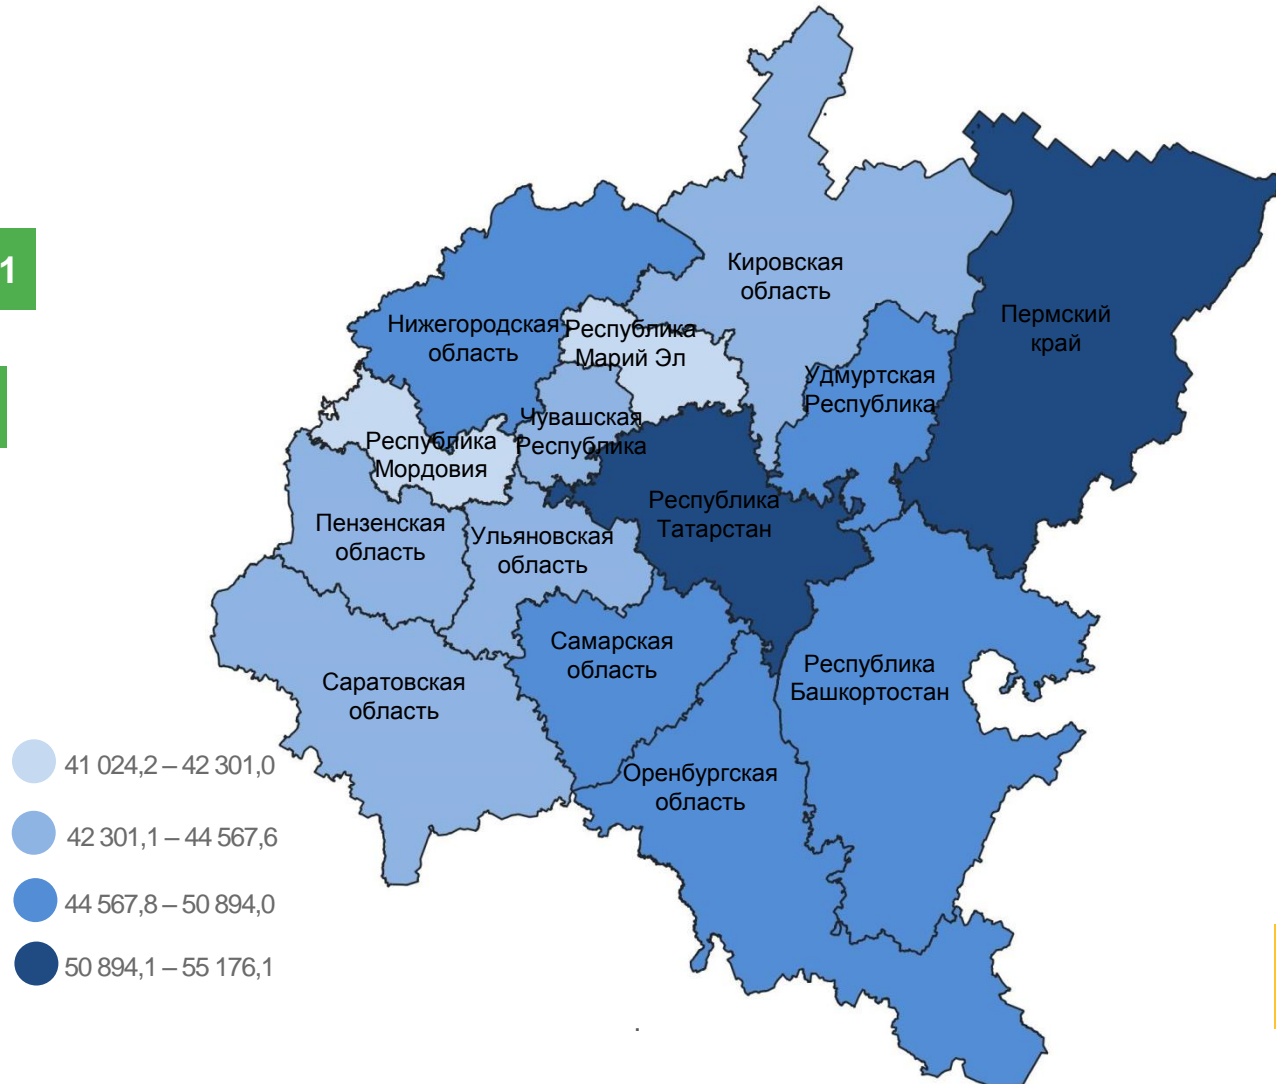 1
Кировская
область
Пермский
край
Нижегородская
область
Республика
Марий Эл
Удмуртская
Республика
Чувашская
Республика
Республика
Мордовия
Республика
Татарстан
Пензенская
область
Ульяновская
область
Самарская
область
Республика
Башкортостан
Саратовская
область
Оренбургская
область
41 024,2 – 42 301,0
42 301,1 – 44 567,6
44 567,8 – 50 894,0
50 894,1 – 55 176,1